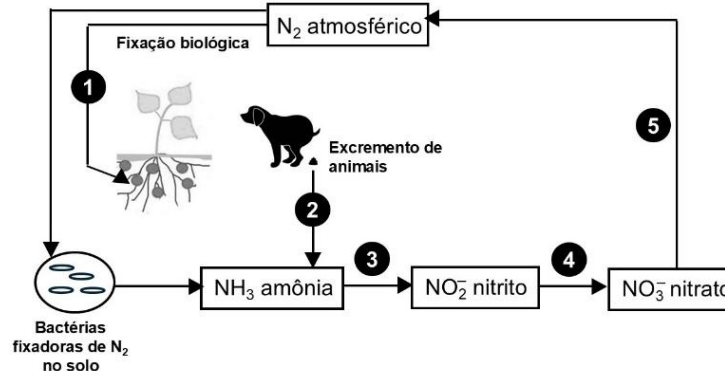 N₂ atmosférico
Fixação biológica
1
5
Excremento de
animais
2
3
4
NH₃ amônia
NO₂⁻ nitrito
NO₃⁻ nitrato
Bactérias
fixadoras de N₂
no solo